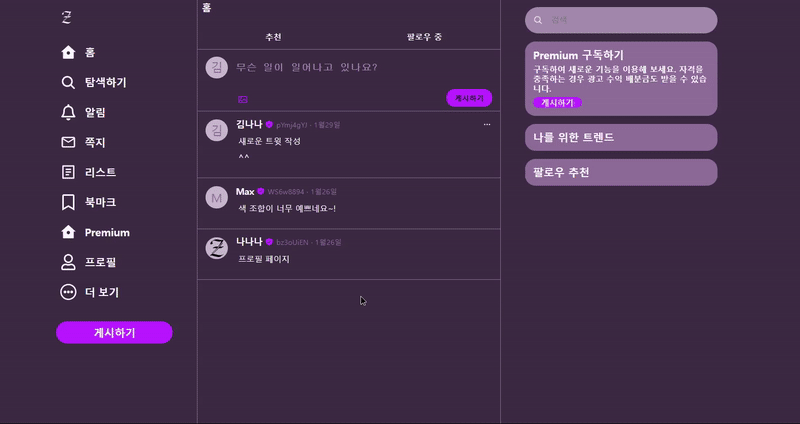 Z
홈
탐색하기
알림
쪽지
리스트
북마크
Premium
프로필
더 보기
게시하기
홈
추천
팔로우 중
김
무슨 일이 일어나고 있나요?
게시하기
김
김나나 pYmj4gYJ · 1월29일
새로운 트윗 작성
^^
M
Max WS6w8894 · 1월26일
색 조합이 너무 예쁘네요~!
Z
나나나 bz3oUiEN · 1월26일
프로필 페이지
검색
Premium 구독하기
구독하여 새로운 기능을 이용해 보세요. 자격을
충족하는 경우 광고 수익 배분금도 받을 수 있습
니다.
게시하기
나를 위한 트렌드
팔로우 추천